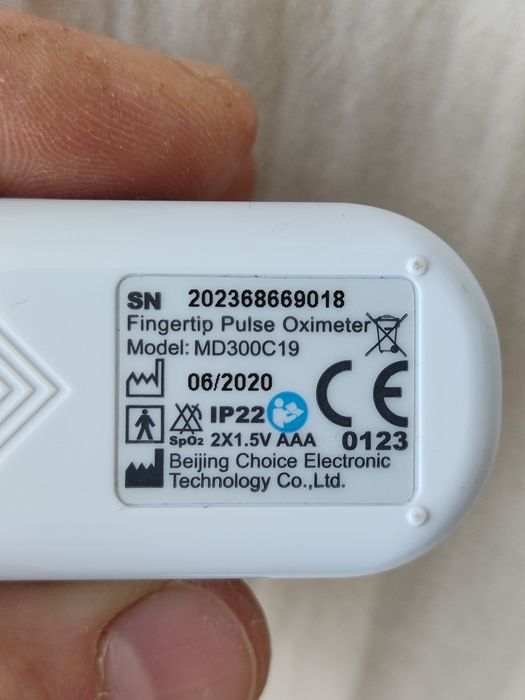 SN 202368669018
Fingertip Pulse Oximeter
Model: MD300C19
06/2020
IP22
SpO2 2X1.5V AAA
CE 0123
Beijing Choice Electronic
Technology Co.,Ltd.